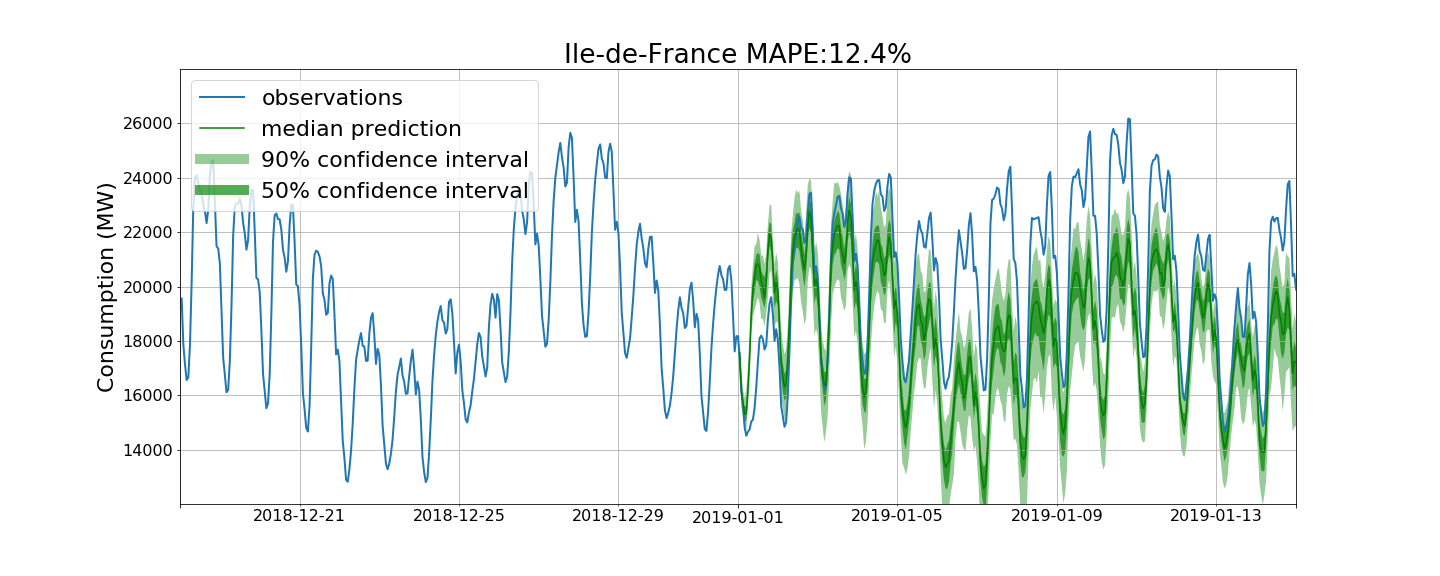 Ile-de-France MAPE:12.4%
observations
median prediction
90% confidence interval
50% confidence interval
Consumption (MW)
26000
24000
22000
20000
18000
16000
14000
2018-12-21
2018-12-25
2018-12-29
2019-01-01
2019-01-05
2019-01-09
2019-01-13